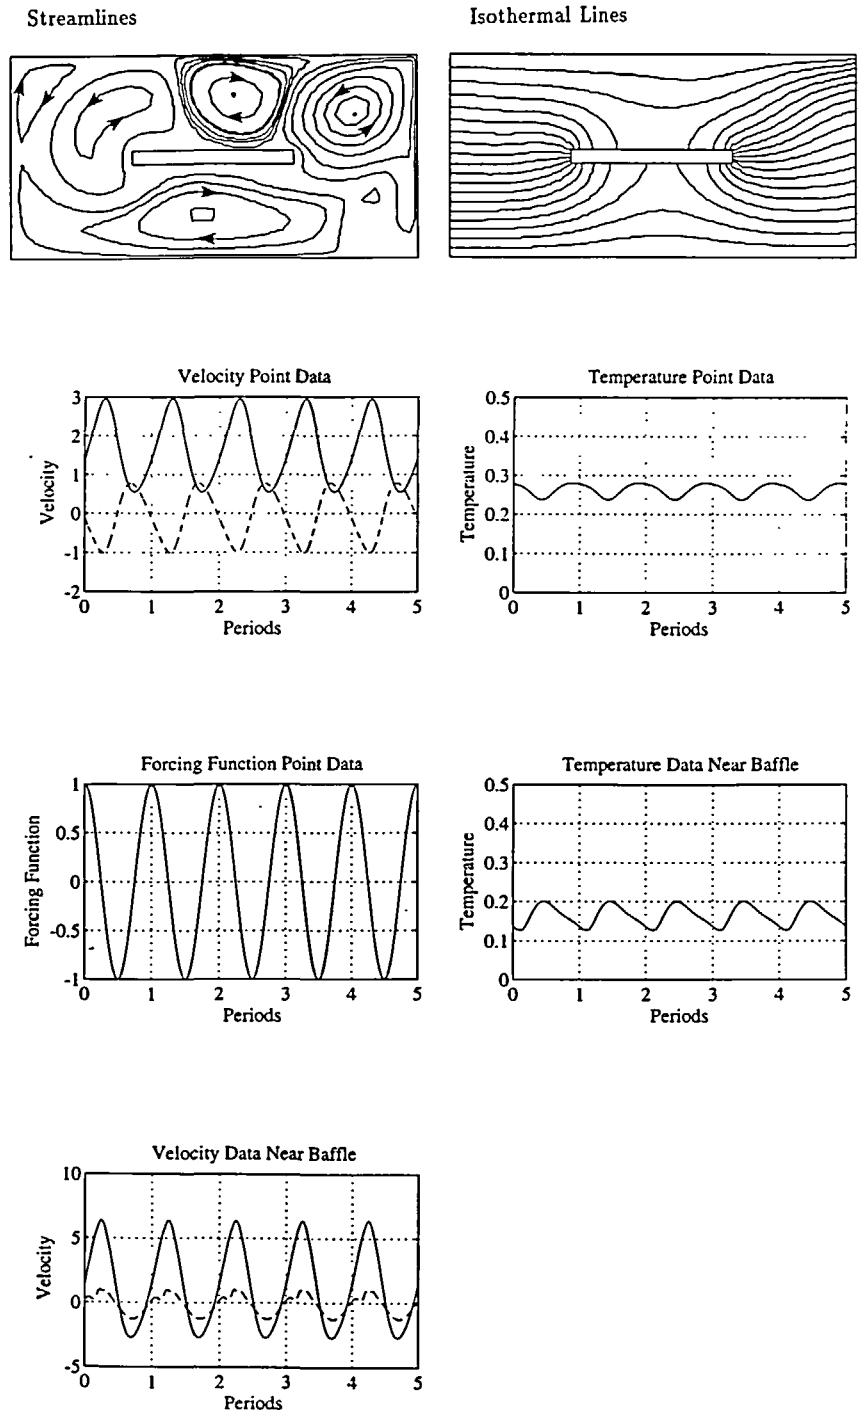 Streamlines
Isothermal Lines
Velocity Point Data
3
2
1
0
-1
-2
Velocity
0 1 2 3 4 5
Periods
Temperature Point Data
0.5
0.4
0.3
0.2
0.1
0
Temperature
0 1 2 3 4 5
Periods
Forcing Function Point Data
1
0.5
0
-0.5
-1
Forcing Function
0 1 2 3 4 5
Periods
Temperature Data Near Baffle
0.5
0.4
0.3
0.2
0.1
0
Temperature
0 1 2 3 4 5
Periods
Velocity Data Near Baffle
10
5
0
-5
Velocity
0 1 2 3 4 5
Periods